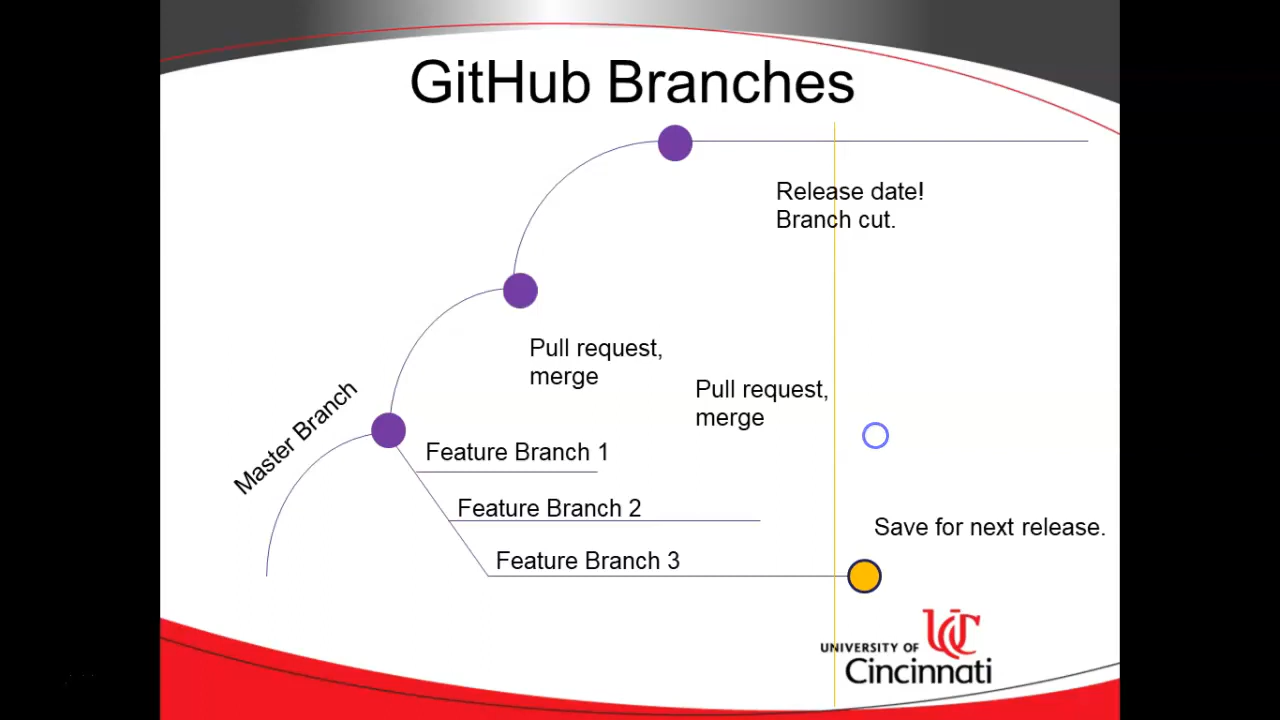 GitHub Branches
Release date!
Branch cut.
Pull request,
merge
Pull request,
merge
Master Branch
Feature Branch 1
Feature Branch 2
Save for next release.
Feature Branch 3
UC
UNIVERSITY OF
Cincinnati